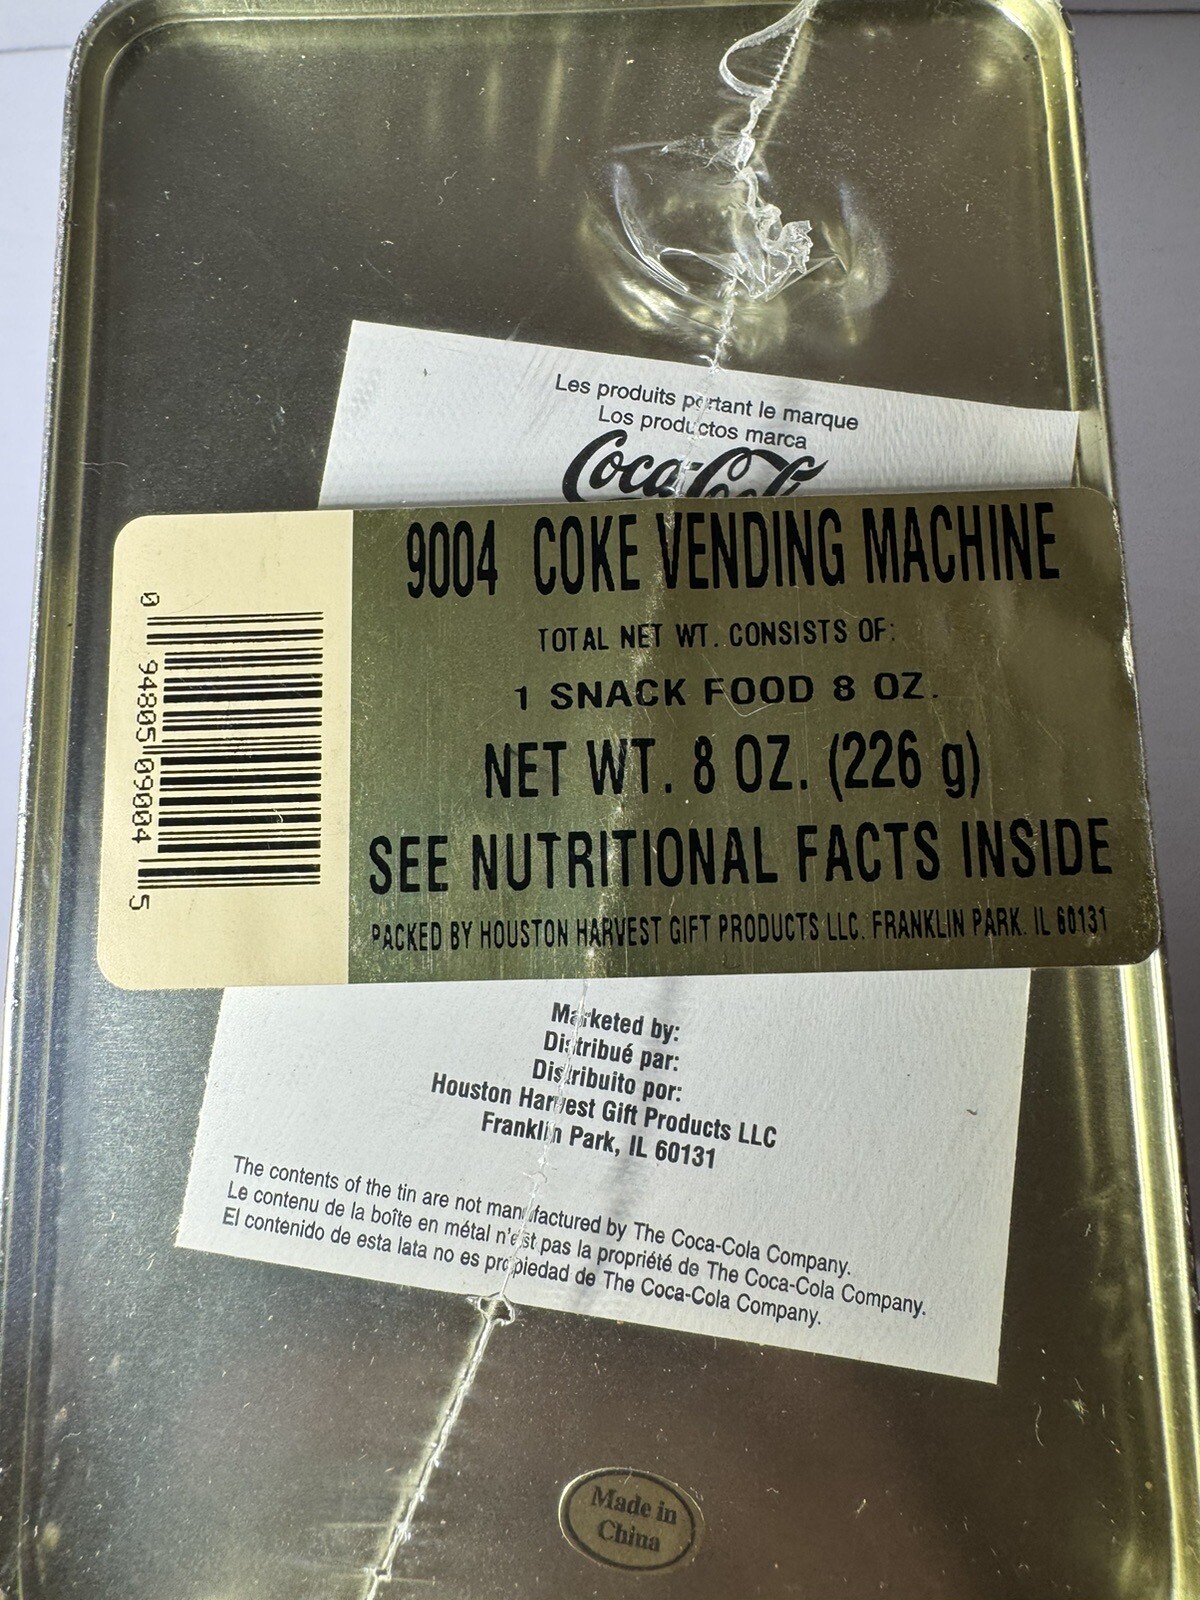 Les produits portant le marque
Los productos marca
Coca-Cola
9004 COKE VENDING MACHINE
TOTAL NET WT. CONSISTS OF:
1 SNACK FOOD 8 OZ.
NET WT. 8 OZ. (226 g)
SEE NUTRITIONAL FACTS INSIDE
PACKED BY HOUSTON HARVEST GIFT PRODUCTS LLC. FRANKLIN PARK. IL 60131
0 94805 09004 5
Marketed by:
Distribué par:
Distribuito por:
Houston Harvest Gift Products LLC
Franklin Park, IL 60131
The contents of the tin are not manufactured by The Coca-Cola Company.
Le contenu de la boîte en métal n'est pas la propriété de The Coca-Cola Company.
El contenido de esta lata no es propiedad de The Coca-Cola Company.
Made in
China